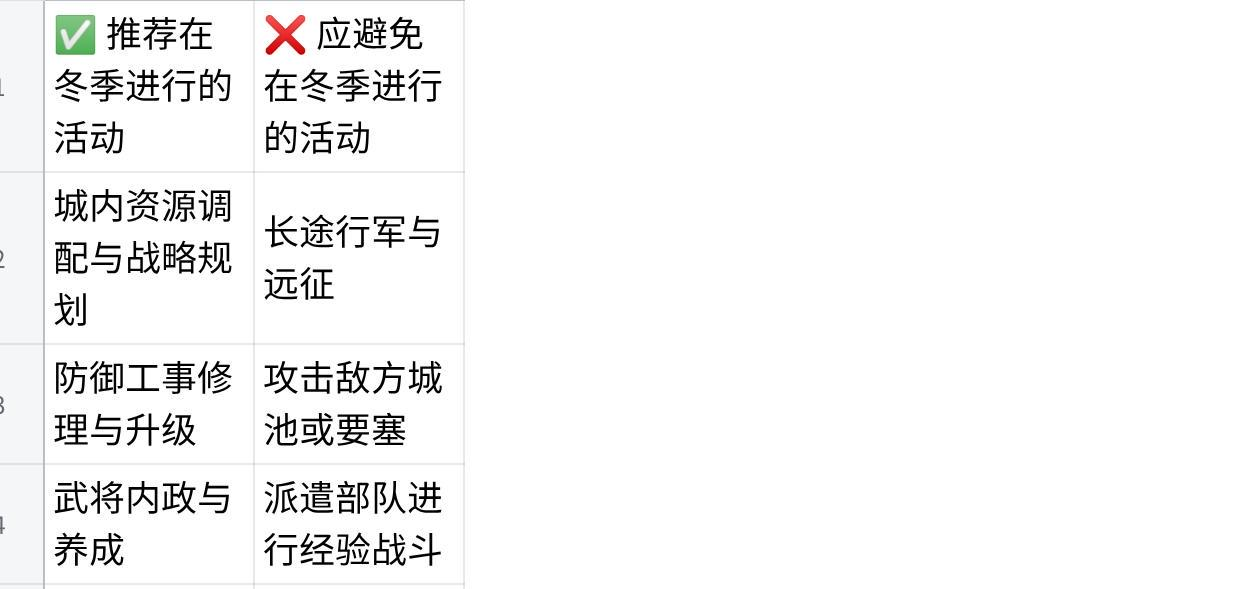 ✅ 推荐在
冬季进行的
活动
❌ 应避免
在冬季进行
的活动
城内资源调
配与战略规
划
长途行军与
远征
防御工事修
理与升级
攻击敌方城
池或要塞
武将内政与
养成
派遣部队进
行经验战斗